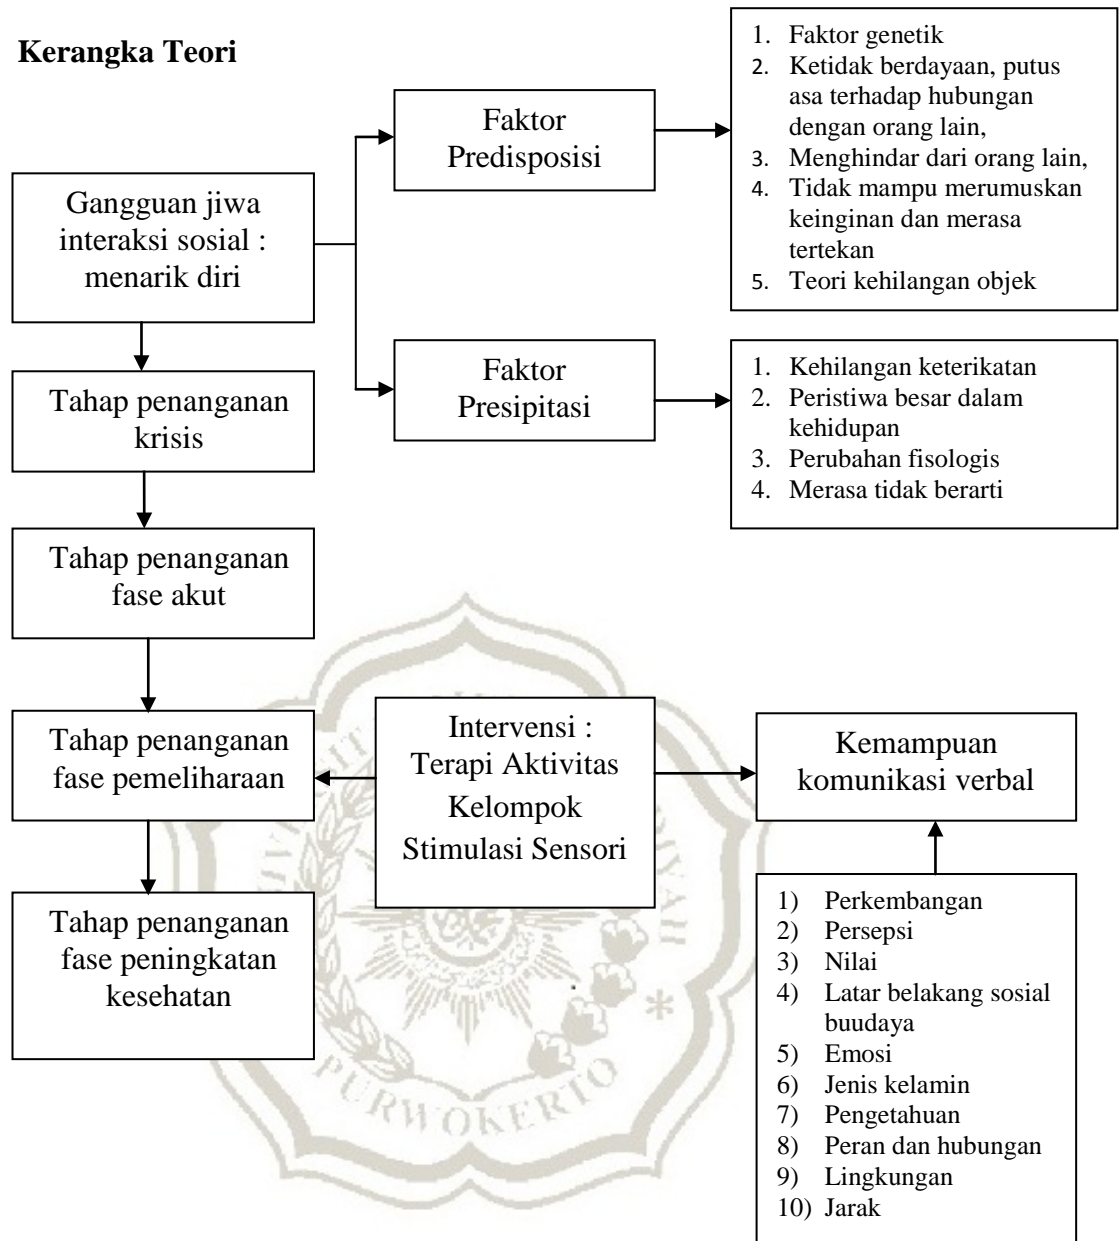 Kerangka Teori
Faktor
Predisposisi
1. Faktor genetik
2. Ketidak berdayaan, putus
asa terhadap hubungan
dengan orang lain,
3. Menghindar dari orang lain,
4. Tidak mampu merumuskan
keinginan dan merasa
tertekan
5. Teori kehilangan objek
Gangguan jiwa
interaksi sosial :
menarik diri
Faktor
Presipitasi
1. Kehilangan keterikatan
2. Peristiwa besar dalam
kehidupan
3. Perubahan fisologis
4. Merasa tidak berarti
Tahap penanganan
krisis
Tahap penanganan
fase akut
Tahap penanganan
fase pemeliharaan
Intervensi :
Terapi Aktivitas
Kelompok
Stimulasi Sensori
Kemampuan
komunikasi verbal
Tahap penanganan
fase peningkatan
kesehatan
1) Perkembangan
2) Persepsi
3) Nilai
4) Latar belakang sosial
buudaya
5) Emosi
6) Jenis kelamin
7) Pengetahuan
8) Peran dan hubungan
9) Lingkungan
10) Jarak
PURWOKERTO